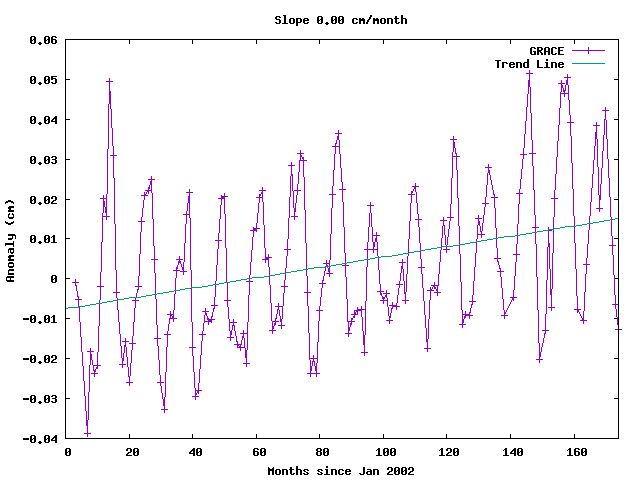 Slope 0.00 cm/month
GRACE
Trend Line
0.06
0.05
0.04
0.03
0.02
0.01
0
-0.01
-0.02
-0.03
-0.04
Anomaly (cm)
0 20 40 60 80 100 120 140 160
Months since Jan 2002